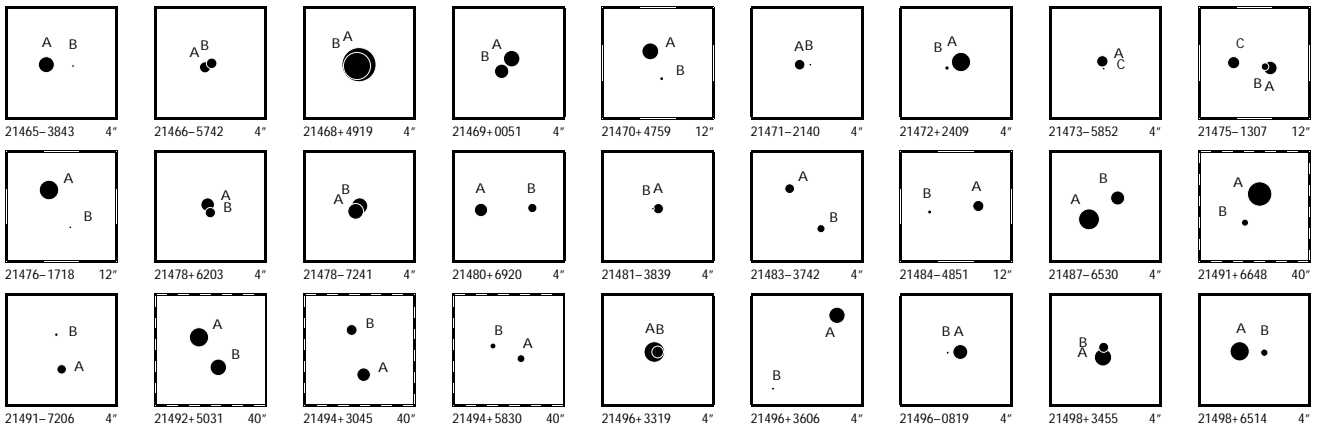 A B
B
A
B A
A
B
A
B
A B
A
B
A
C
C
B A
21465–3843 4″ 21466–5742 4″ 21468+4919 4″ 21469+0051 4″ 21470+4759 12″ 21471–2140 4″ 21472+2409 4″ 21473–5852 4″ 21475–1307 12″
A
B
A
B
B
A
A B
B A
A
B
B A
B
A
A
B
21476–1718 12″ 21478+6203 4″ 21478–7241 4″ 21480+6920 4″ 21481–3839 4″ 21483–3742 4″ 21484–4851 12″ 21487–6530 4″ 21491+6648 40″
B
A
A
B
B
A
B
A
A B
A
B
B A
B
A
A B
21491–7206 4″ 21492+5031 40″ 21494+3045 40″ 21494+5830 40″ 21496+3319 4″ 21496+3606 4″ 21496–0819 4″ 21498+3455 4″ 21498+6514 4″